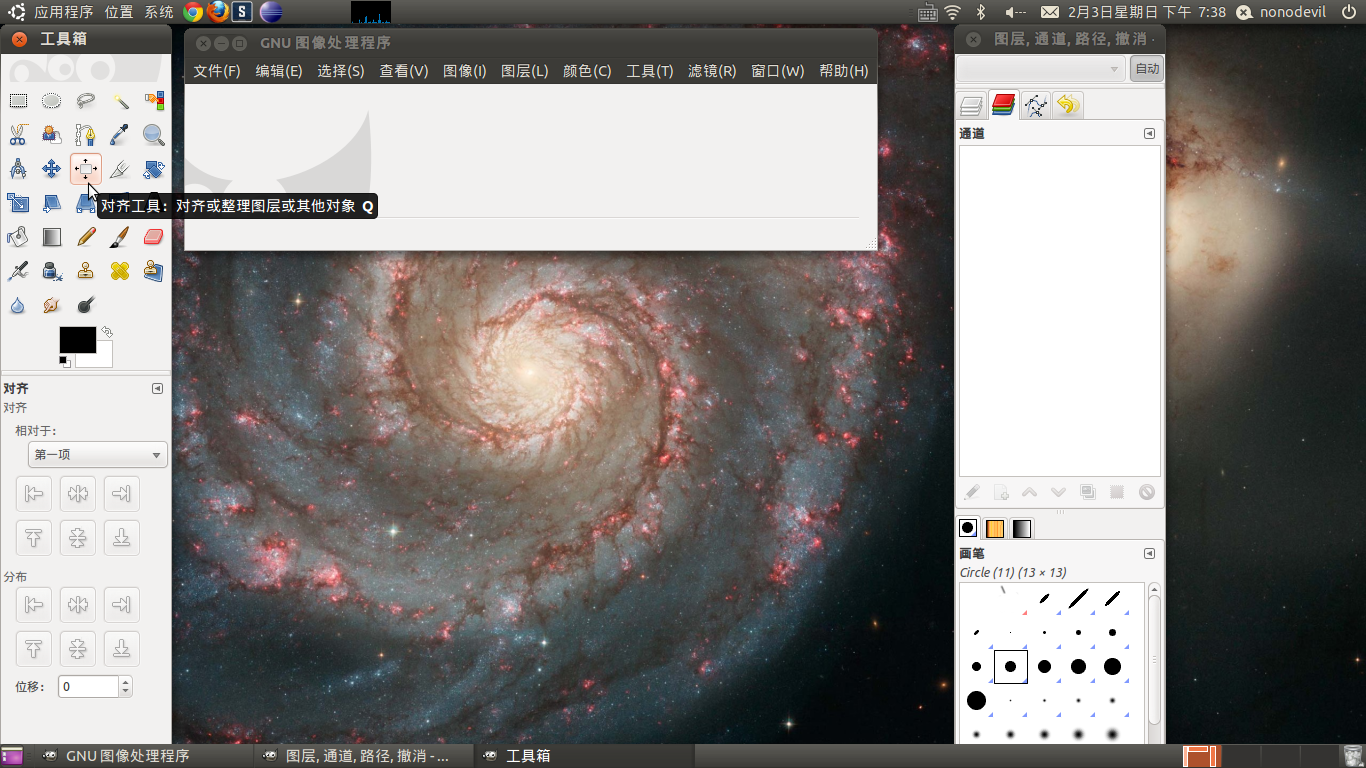 应用程序 位置 系统 S 2月3日星期日 下午 7:38 nonodevil
工具箱
GNU 图像处理程序
文件(F) 编辑(E) 选择(S) 查看(V) 图像(I) 图层(L) 颜色(C) 工具(T) 滤镜(R) 窗口(W) 帮助(H)
对齐工具：对齐或整理图层或其他对象 Q
对齐
对齐
相对于:
第一项
分布
位移: 0
图层, 通道, 路径, 撤消 -
自动
通道
画笔
Circle (11) (13 × 13)
GNU 图像处理程序 图层, 通道, 路径, 撤消 - ... 工具箱